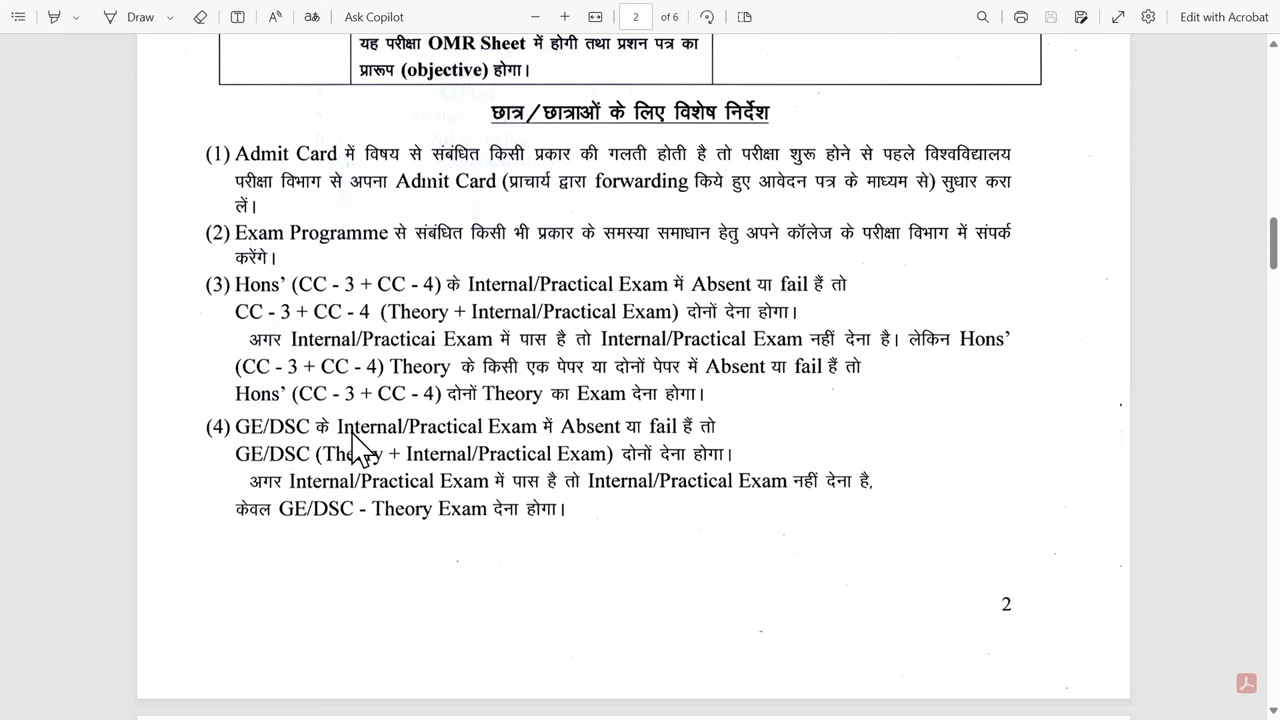 Draw
Ask Copilot
2 of 6
Edit with Acrobat
यह परीक्षा OMR Sheet में होगी तथा प्रशन पत्र का
प्रारूप (objective) होगा।
छात्र/छात्राओं के लिए विशेष निर्देश
(1) Admit Card में विषय से संबंधित किसी प्रकार की गलती होती है तो परीक्षा शुरू होने से पहले विश्वविद्यालय
परीक्षा विभाग से अपना Admit Card (प्राचार्य द्वारा forwarding किये हुए आवेदन पत्र के माध्यम से) सुधार करा
लें।
(2) Exam Programme से संबंधित किसी भी प्रकार के समस्या समाधान हेतु अपने कॉलेज के परीक्षा विभाग में संपर्क
करेंगे।
(3) Hons’ (CC - 3 + CC - 4) के Internal/Practical Exam में Absent या fail हैं तो
CC - 3 + CC - 4 (Theory + Internal/Practical Exam) दोनों देना होगा।
अगर Internal/Practicai Exam में पास है तो Internal/Practical Exam नहीं देना है। लेकिन Hons’
(CC - 3 + CC - 4) Theory के किसी एक पेपर या दोनों पेपर में Absent या fail हैं तो
Hons’ (CC - 3 + CC - 4) दोनों Theory का Exam देना होगा।
(4) GE/DSC के Internal/Practical Exam में Absent या fail हैं तो
GE/DSC (Theory + Internal/Practical Exam) दोनों देना होगा।
अगर Internal/Practical Exam में पास है तो Internal/Practical Exam नहीं देना है,
केवल GE/DSC - Theory Exam देना होगा।
2